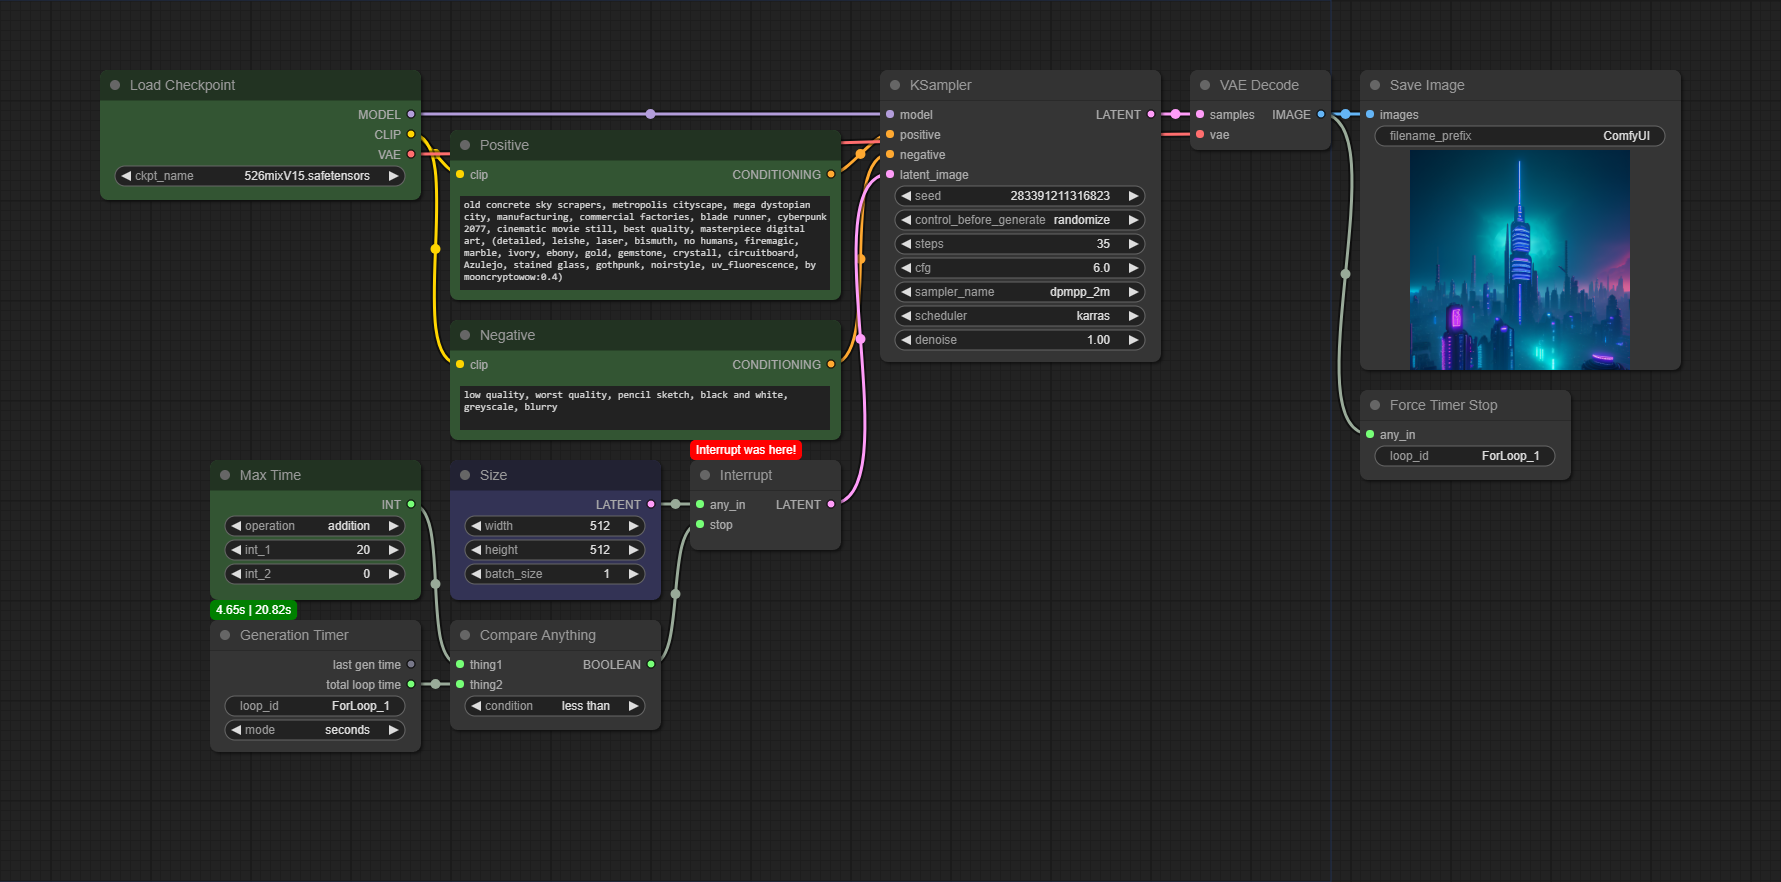 Load Checkpoint
MODEL
CLIP
VAE
ckpt_name 526mixV15.safetensors
Positive
clip CONDITIONING
old concrete sky scrapers, metropolis cityscape, mega dystopian
city, manufacturing, commercial factories, blade runner, cyberpunk
2077, cinematic movie still, best quality, masterpiece digital
art, (detailed, leishe, laser, bismuth, no humans, firemagic,
marble, ivory, ebony, gold, gemstone, crystall, circuitboard,
Azulejo, stained glass, gothpunk, noirstyle, uv_fluorescence, by
mooncryptowow:0.4)
Negative
clip CONDITIONING
low quality, worst quality, pencil sketch, black and white,
greyscale, blurry
KSampler
model LATENT
positive
negative
latent_image
seed 283391211316823
control_before_generate randomize
steps 35
cfg 6.0
sampler_name dpmpp_2m
scheduler karras
denoise 1.00
VAE Decode
samples IMAGE
vae
Save Image
images
filename_prefix ComfyUI
Force Timer Stop
any_in
loop_id ForLoop_1
Max Time
INT
operation addition
int_1 20
int_2 0
Size
LATENT
width 512
height 512
batch_size 1
Interrupt was here!
Interrupt
any_in LATENT
stop
4.65s | 20.82s
Generation Timer
last gen time
total loop time
loop_id ForLoop_1
mode seconds
Compare Anything
thing1 BOOLEAN
thing2
condition less than